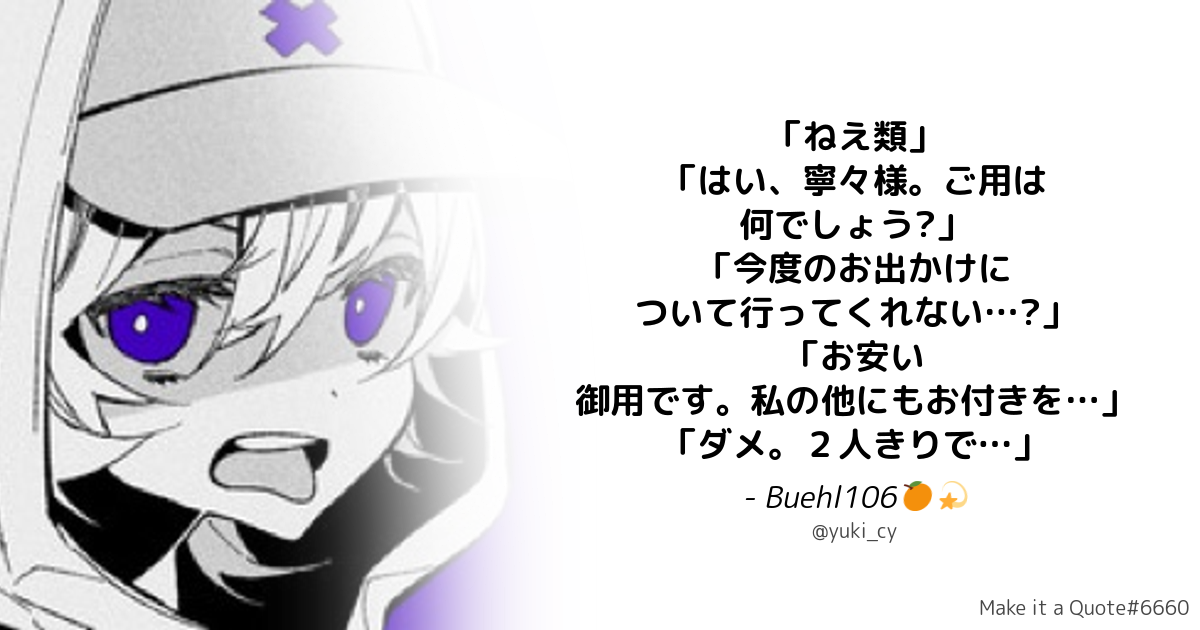 「ねえ類」
「はい、寧々様。ご用は
何でしょう?」
「今度のお出かけに
ついて行ってくれない…?」
「お安い
御用です。私の他にもお付きを…」
「ダメ。２人きりで…」
- Buehl106🍊💫
@yuki_cy
Make it a Quote#6660